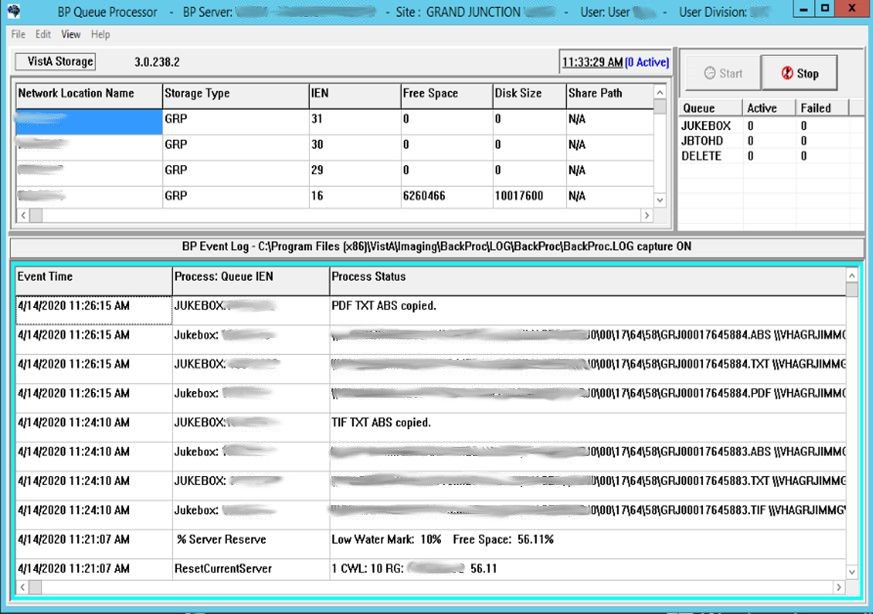 BP Queue Processor - BP Server: - Site : GRAND JUNCTION - User: User - User Division:
File Edit View Help
VistA Storage 3.0.238.2 11:33:29 AM (0 Active)
Start Stop
Network Location Name Storage Type IEN Free Space Disk Size Share Path
GRP 31 0 0 N/A
GRP 30 0 0 N/A
GRP 29 0 0 N/A
GRP 16 6260466 10017600 N/A
Queue Active Failed
JUKEBOX 0 0
JBTOHD 0 0
DELETE 0 0
BP Event Log - C:\Program Files (x86)\VistA\Imaging\BackProc\LOG\BackProc\BackProc.LOG capture ON
Event Time Process: Queue IEN Process Status
4/14/2020 11:26:15 AM JUKEBOX: PDF TXT ABS copied.
4/14/2020 11:26:15 AM Jukebox: \00\17\64\58\GRJ00017645884.ABS \\VHAGRJIMMG
4/14/2020 11:26:15 AM JUKEBOX: \00\17\64\58\GRJ00017645884.TXT \\VHAGRJIMMG
4/14/2020 11:26:15 AM Jukebox: \00\17\64\58\GRJ00017645884.PDF \\VHAGRJIMMG
4/14/2020 11:24:10 AM JUKEBOX: TIF TXT ABS copied.
4/14/2020 11:24:10 AM Jukebox: \00\17\64\58\GRJ00017645883.ABS \\VHAGRJIMMG
4/14/2020 11:24:10 AM JUKEBOX: \00\17\64\58\GRJ00017645883.TXT \\VHAGRJIMMG
4/14/2020 11:24:10 AM Jukebox: \00\17\64\58\GRJ00017645883.TIF \\VHAGRJIMMG
4/14/2020 11:21:07 AM % Server Reserve Low Water Mark: 10% Free Space: 56.11%
4/14/2020 11:21:07 AM ResetCurrentServer 1 CWL: 10 RG: 56.11